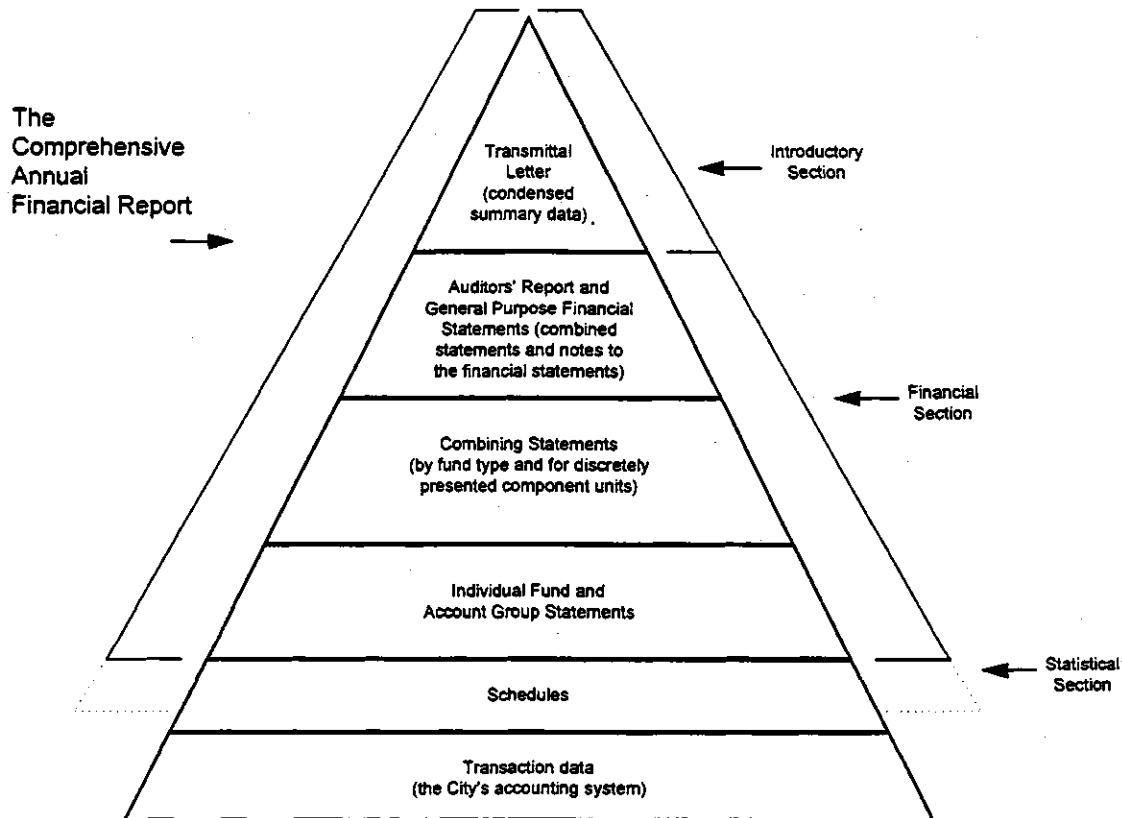 The
Comprehensive
Annual
Financial Report
Transmittal
Letter
(condensed
summary data)
Introductory
Section
Auditors' Report and
General Purpose Financial
Statements (combined
statements and notes to
the financial statements)
Financial
Section
Combining Statements
(by fund type and for discretely
presented component units)
Individual Fund and
Account Group Statements
Statistical
Section
Schedules
Transaction data
(the City's accounting system)